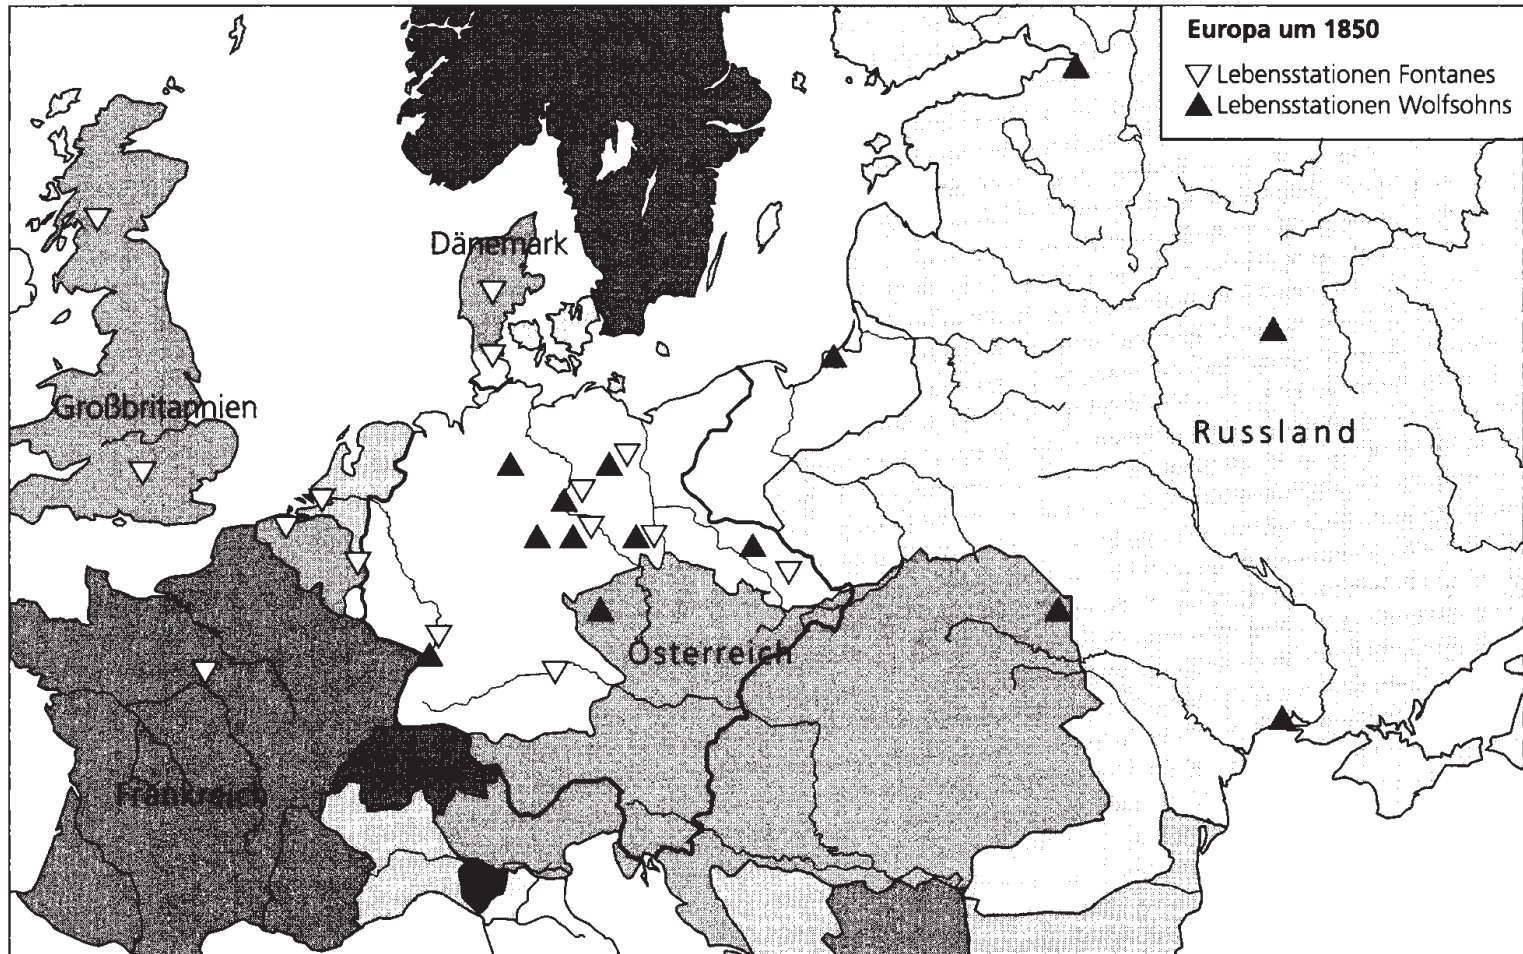 Europa um 1850
Lebensstationen Fontanes
Lebensstationen Wolfsohns
Dänemark
Großbritannien
Russland
Österreich
Frankreich